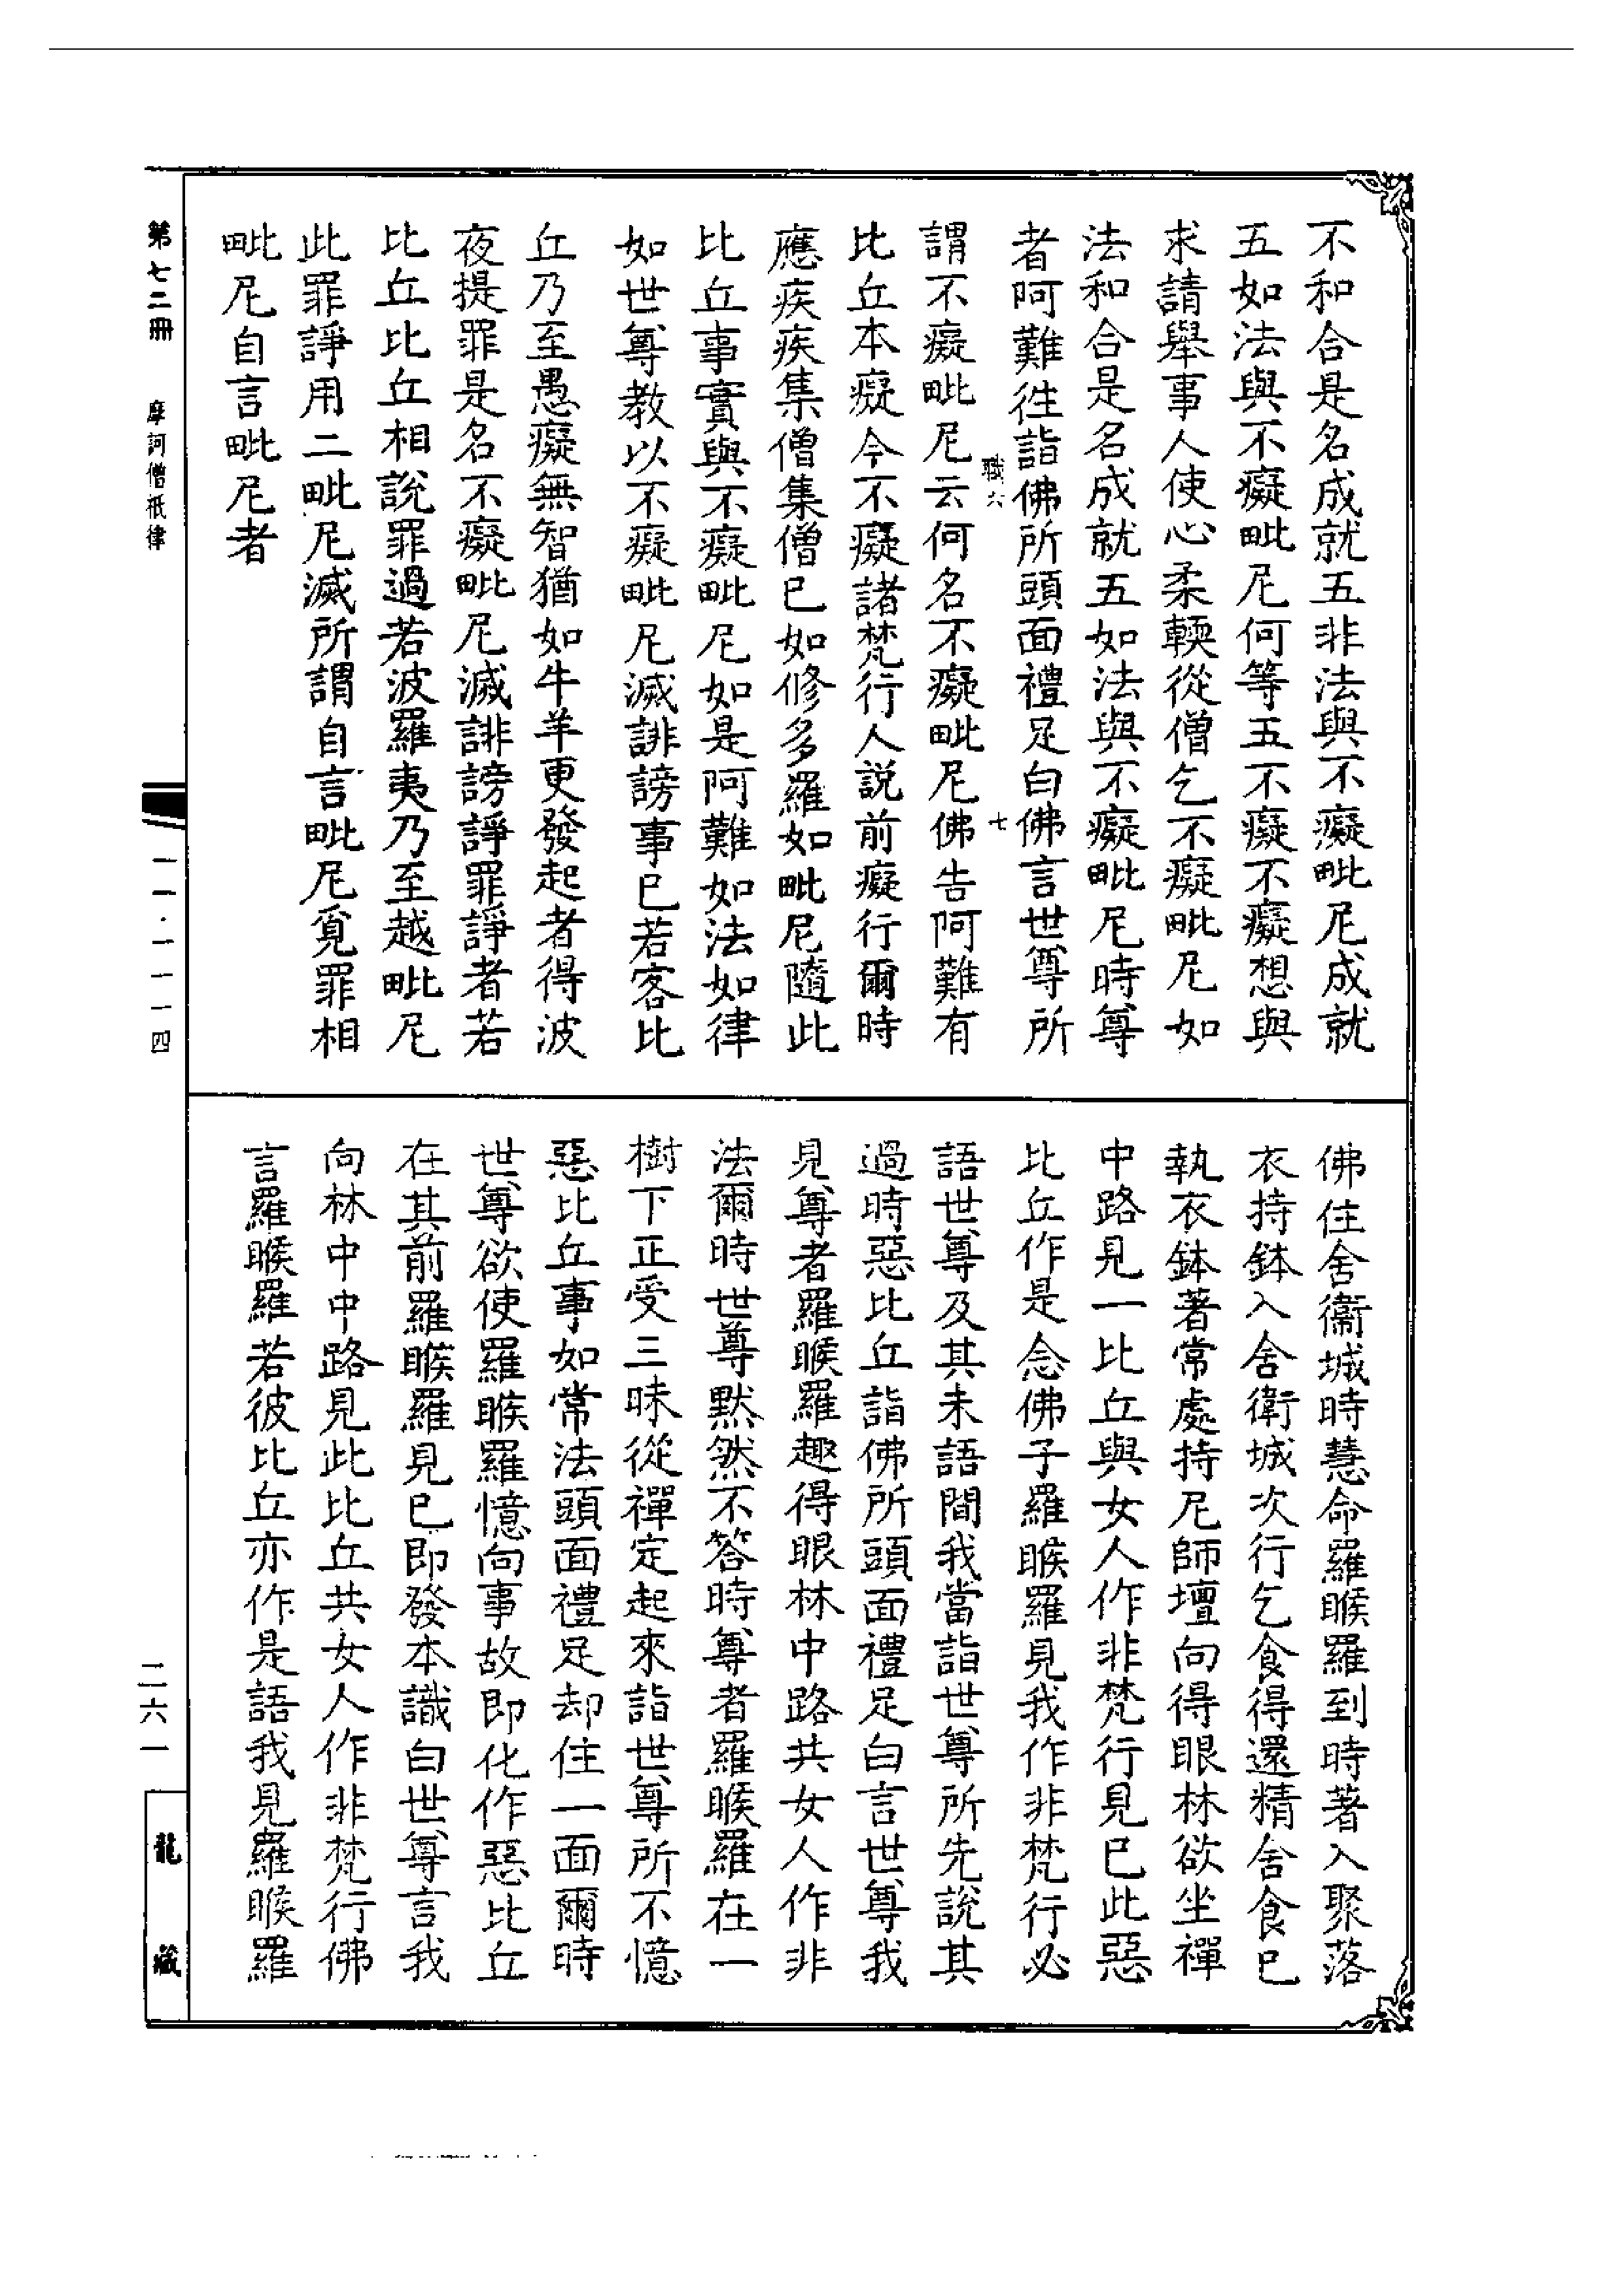 不和合是名成就五非法與不癡毗尼成就
五如法與不癡毗尼何等五不癡不癡想與
求請舉事人使心柔輭從僧乞不癡毗尼如
法和合是名成就五如法與不癡毗尼時尊
者阿難往詣佛所頭面禮足白佛言世尊所
職六
七
謂不癡毗尼云何名不癡毗尼佛告阿難有
比丘本癡今不癡諸梵行人說前癡行爾時
應疾疾集僧集僧已如修多羅如毗尼隨此
比丘事實與不癡毗尼如是阿難如法如律
如世尊教以不癡毗尼滅誹謗事已若客比
丘乃至愚癡無智猶如牛羊更發起者得波
夜提罪是名不癡毗尼滅誹謗諍罪諍者若
比丘比丘相說罪過若波羅夷乃至越毗尼
此罪諍用二毗尼滅所謂自言毗尼覓罪相
毗尼自言毗尼者
佛住舍衞城時慧命羅睺羅到時著入聚落
衣持鉢入舍衛城次行乞食得還精舍食已
執衣鉢著常處持尼師壇向得眼林欲坐禪
中路見一比丘與女人作非梵行見已此惡
比丘作是念佛子羅睺羅見我作非梵行必
語世尊及其未語間我當詣世尊所先說其
過時惡比丘詣佛所頭面禮足白言世尊我
見尊者羅睺羅趣得眼林中路共女人作非
法爾時世尊默然不答時尊者羅睺羅在一
樹下正受三昧從禪定起來詣世尊所不憶
惡比丘事如常法頭面禮足却住一面爾時
世尊欲使羅睺羅憶向事故即化作惡比丘
在其前羅睺羅見已即發本識白世尊言我
向林中中路見此比丘共女人作非梵行佛
言羅睺羅若彼比丘亦作是語我見羅睺羅
第七二冊
摩訶僧祇律
一一·一一一四
二六一
龍藏